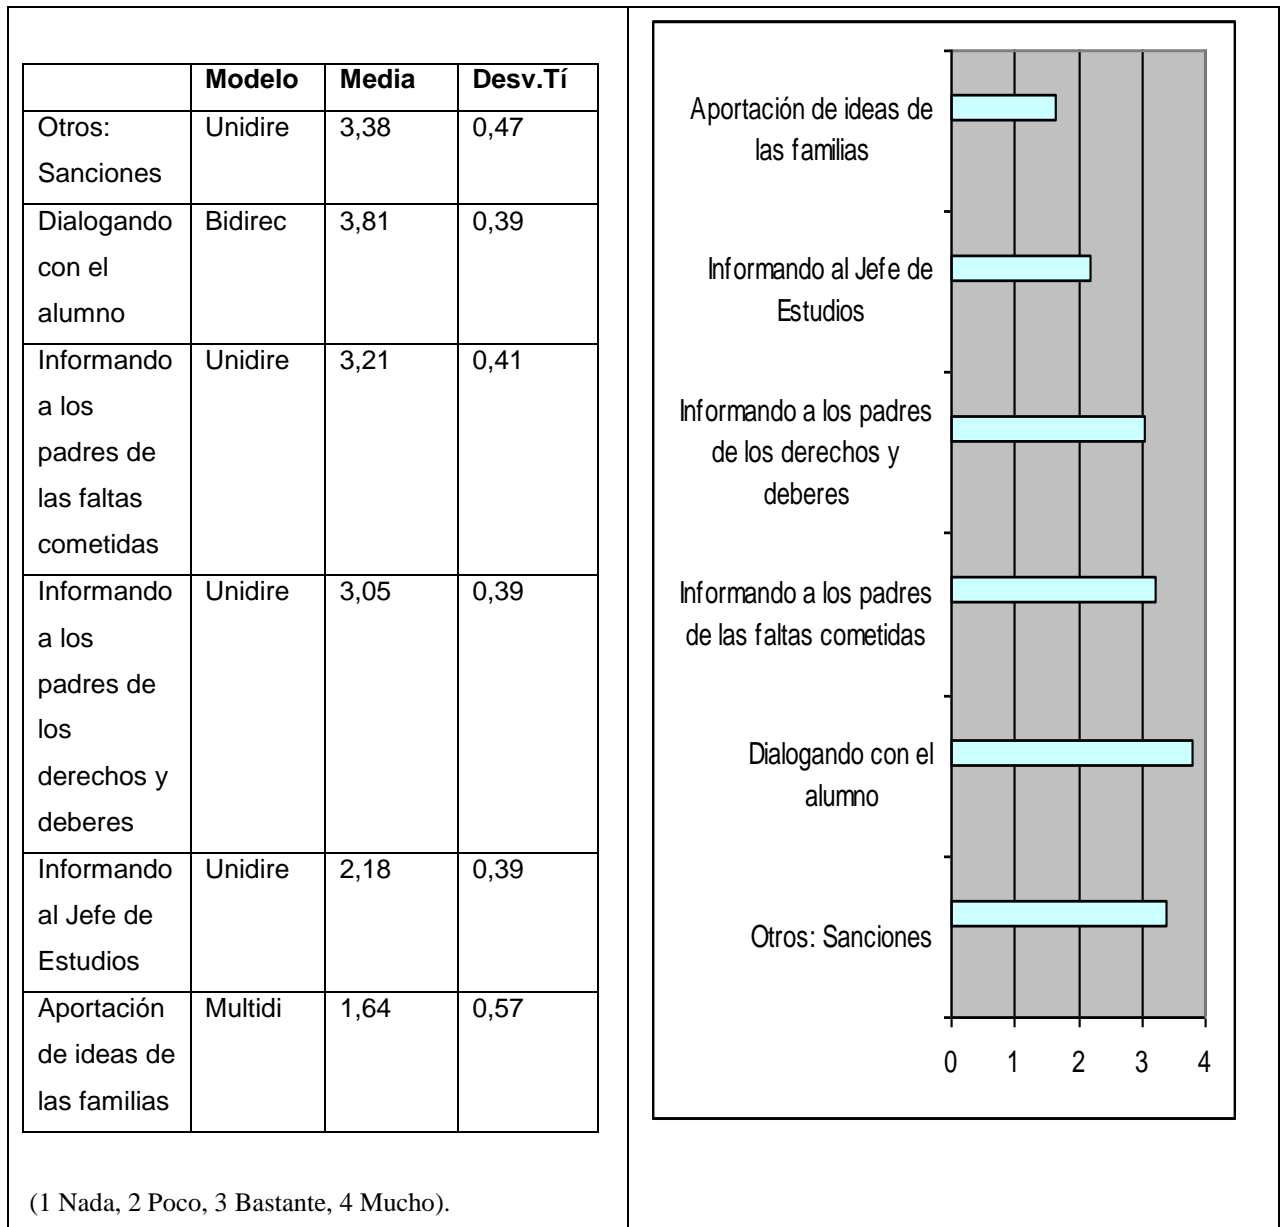 Modelo Media Desv.Tí
Otros: Unidire 3,38 0,47
Sanciones
Dialogando Bidirec 3,81 0,39
con el
alumno
Informando Unidire 3,21 0,41
a los
padres de
las faltas
cometidas
Informando Unidire 3,05 0,39
a los
padres de
los
derechos y
deberes
Informando Unidire 2,18 0,39
al Jefe de
Estudios
Aportación Multidi 1,64 0,57
de ideas de
las familias
(1 Nada, 2 Poco, 3 Bastante, 4 Mucho).
Aportación de ideas de
las familias
Informando al Jefe de
Estudios
Informando a los padres
de los derechos y
deberes
Informando a los padres
de las faltas cometidas
Dialogando con el
alumno
Otros: Sanciones
0 1 2 3 4